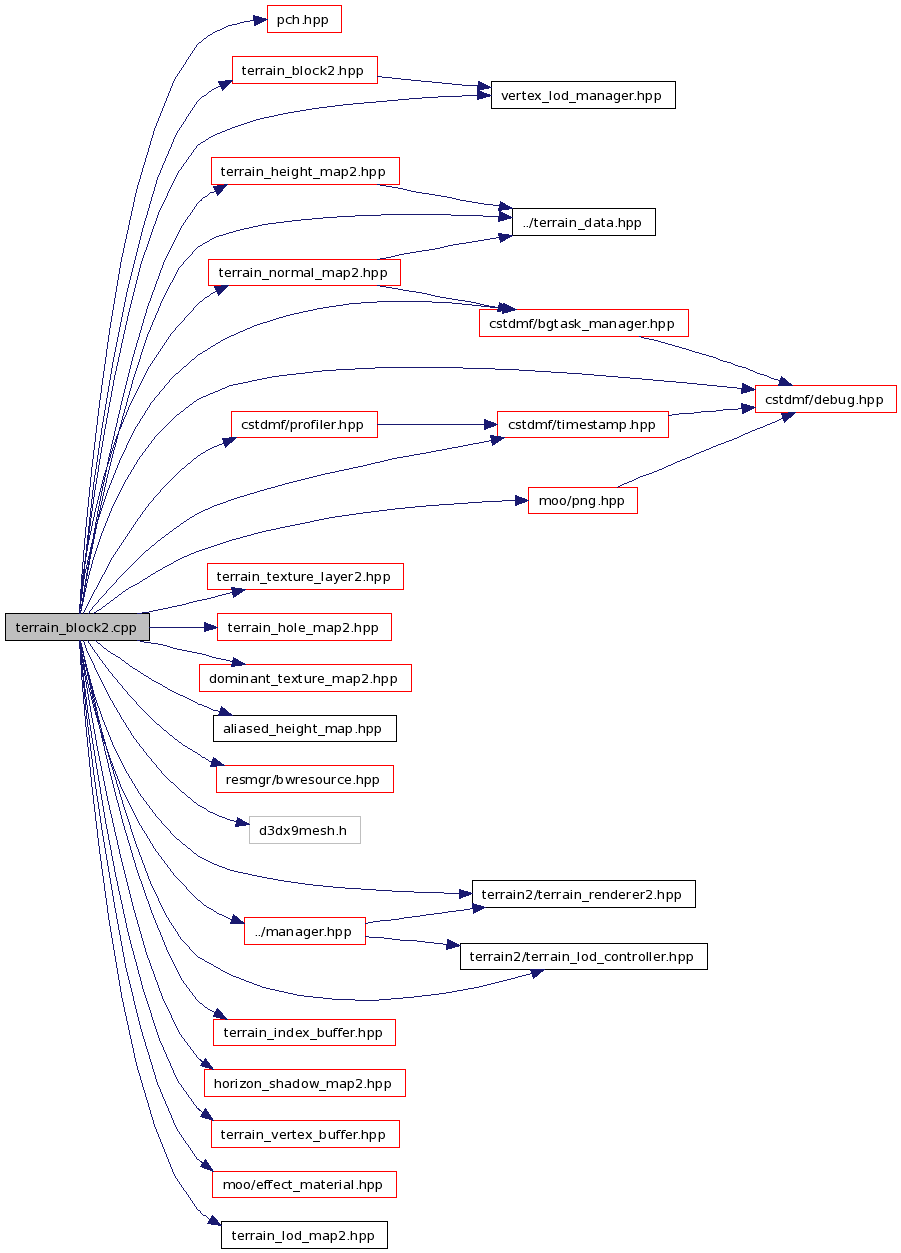 pch.hpp
terrain_block2.hpp
vertex_lod_manager.hpp
terrain_height_map2.hpp
../terrain_data.hpp
terrain_normal_map2.hpp
cstdmf/bgtask_manager.hpp
cstdmf/debug.hpp
cstdmf/profiler.hpp
cstdmf/timestamp.hpp
moo/png.hpp
terrain_texture_layer2.hpp
terrain_block2.cpp
terrain_hole_map2.hpp
dominant_texture_map2.hpp
aliased_height_map.hpp
resmgr/bwresource.hpp
d3dx9mesh.h
terrain2/terrain_renderer2.hpp
../manager.hpp
terrain2/terrain_lod_controller.hpp
terrain_index_buffer.hpp
horizon_shadow_map2.hpp
terrain_vertex_buffer.hpp
moo/effect_material.hpp
terrain_lod_map2.hpp